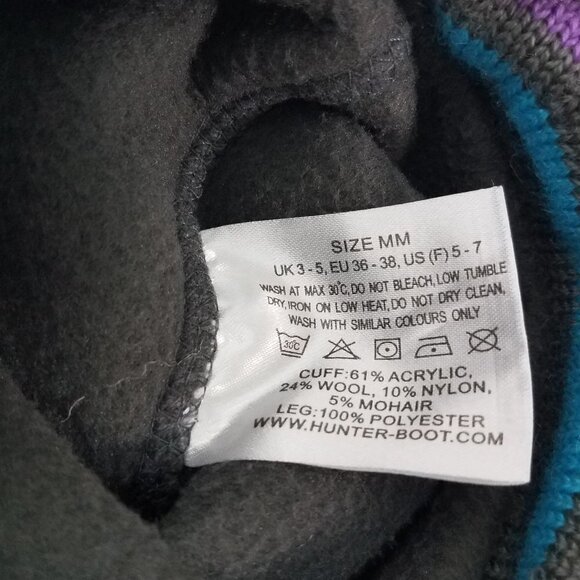 SIZE MM
UK 3 - 5, EU 36 - 38, US (F) 5 - 7
WASH AT MAX 30°C, DO NOT BLEACH, LOW TUMBLE
DRY, IRON ON LOW HEAT, DO NOT DRY CLEAN,
WASH WITH SIMILAR COLOURS ONLY
30°C
CUFF: 61% ACRYLIC,
24% WOOL, 10% NYLON,
5% MOHAIR
LEG: 100% POLYESTER
WWW.HUNTER-BOOT.COM